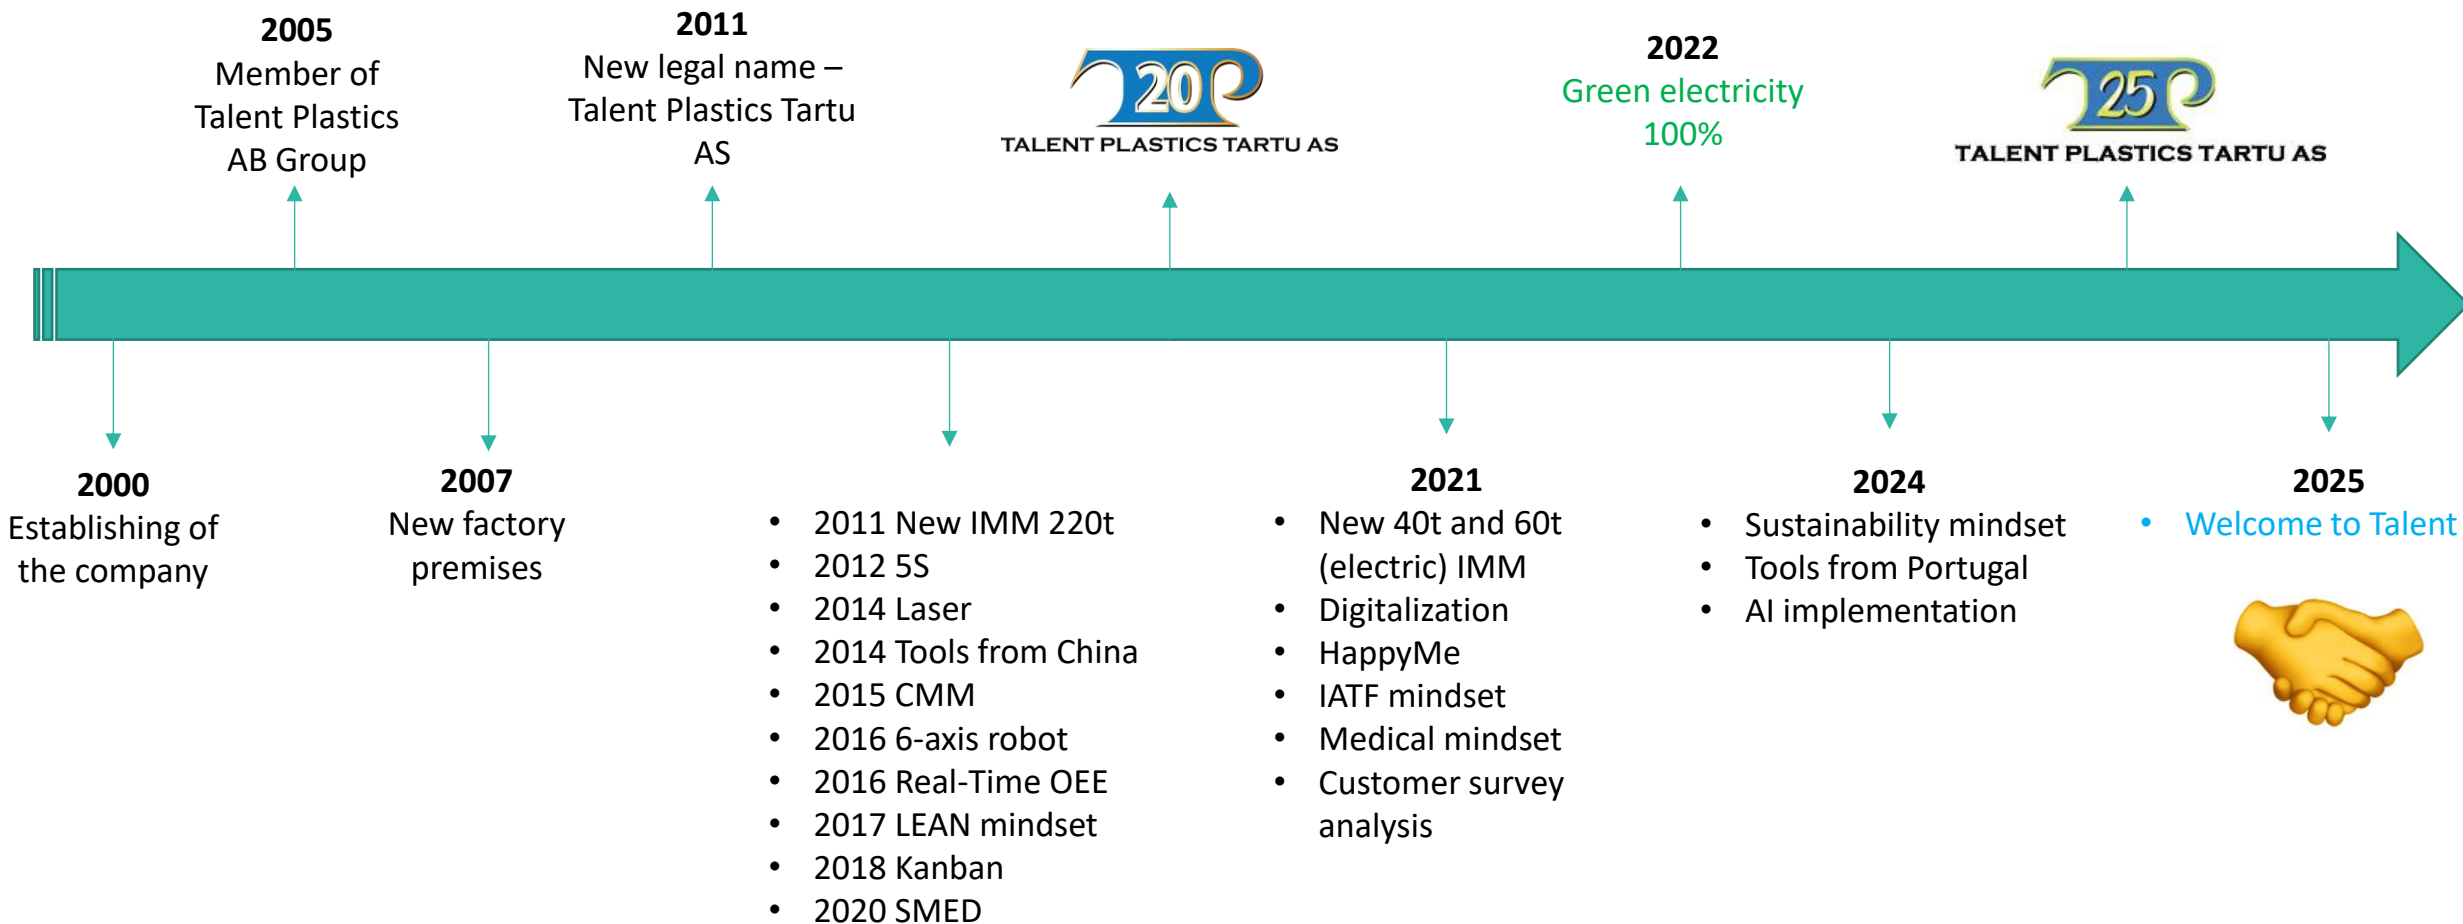 2005
Member of
Talent Plastics
AB Group
2011
New legal name –
Talent Plastics Tartu
AS
T20P
TALENT PLASTICS TARTU AS
2022
Green electricity
100%
T25P
TALENT PLASTICS TARTU AS
2000
Establishing of
the company
2007
New factory
premises
• 2011 New IMM 220t
• 2012 5S
• 2014 Laser
• 2014 Tools from China
• 2015 CMM
• 2016 6-axis robot
• 2016 Real-Time OEE
• 2017 LEAN mindset
• 2018 Kanban
• 2020 SMED
2021
• New 40t and 60t
(electric) IMM
• Digitalization
• HappyMe
• IATF mindset
• Medical mindset
• Customer survey
analysis
2024
• Sustainability mindset
• Tools from Portugal
• AI implementation
2025
• Welcome to Talent